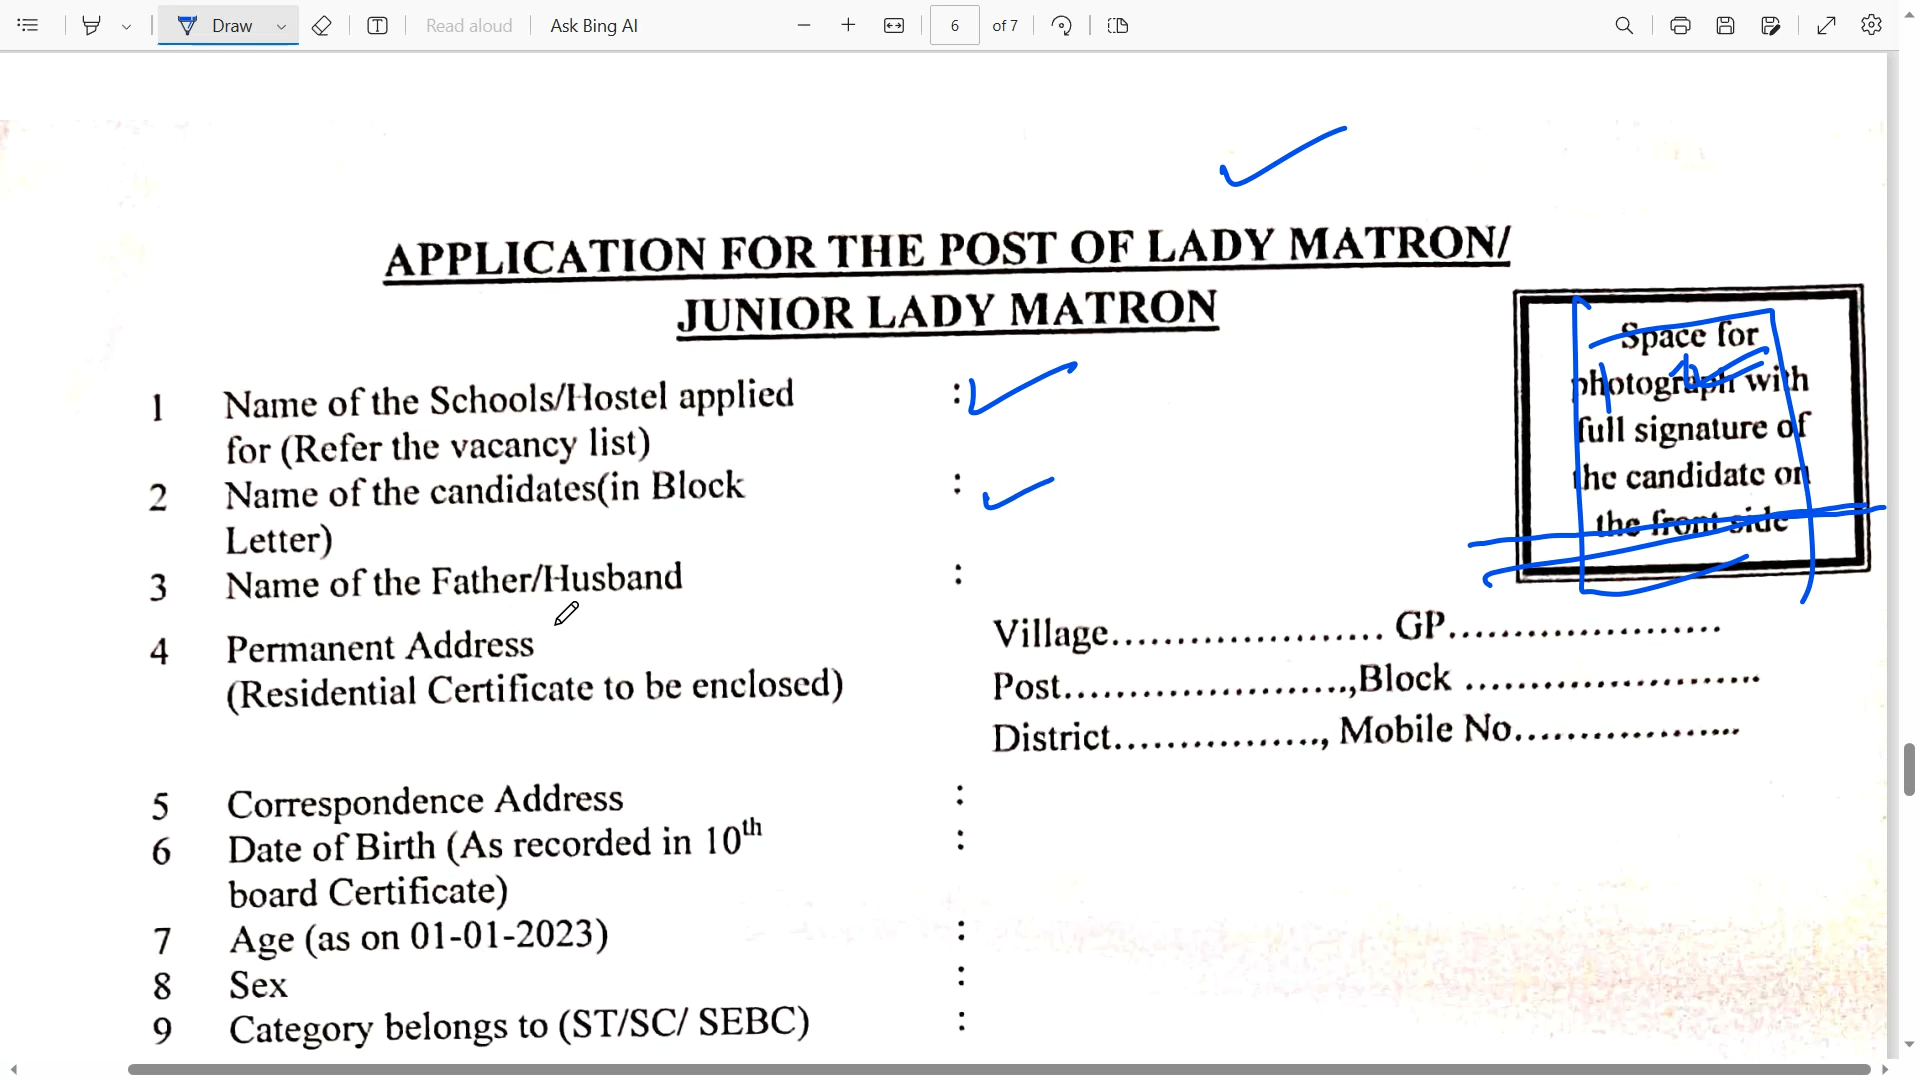 Draw
Read aloud
Ask Bing AI
6
of 7
APPLICATION FOR THE POST OF LADY MATRON/
JUNIOR LADY MATRON
Space for
photograph with
full signature of
the candidate on
the front side
1 Name of the Schools/Hostel applied :
for (Refer the vacancy list)
2 Name of the candidates(in Block :
Letter)
3 Name of the Father/Husband :
4 Permanent Address
(Residential Certificate to be enclosed)
Village..................... GP.....................
Post......................,Block .......................
District................, Mobile No..................
5 Correspondence Address :
6 Date of Birth (As recorded in 10th :
board Certificate)
7 Age (as on 01-01-2023) :
8 Sex :
9 Category belongs to (ST/SC/ SEBC) :